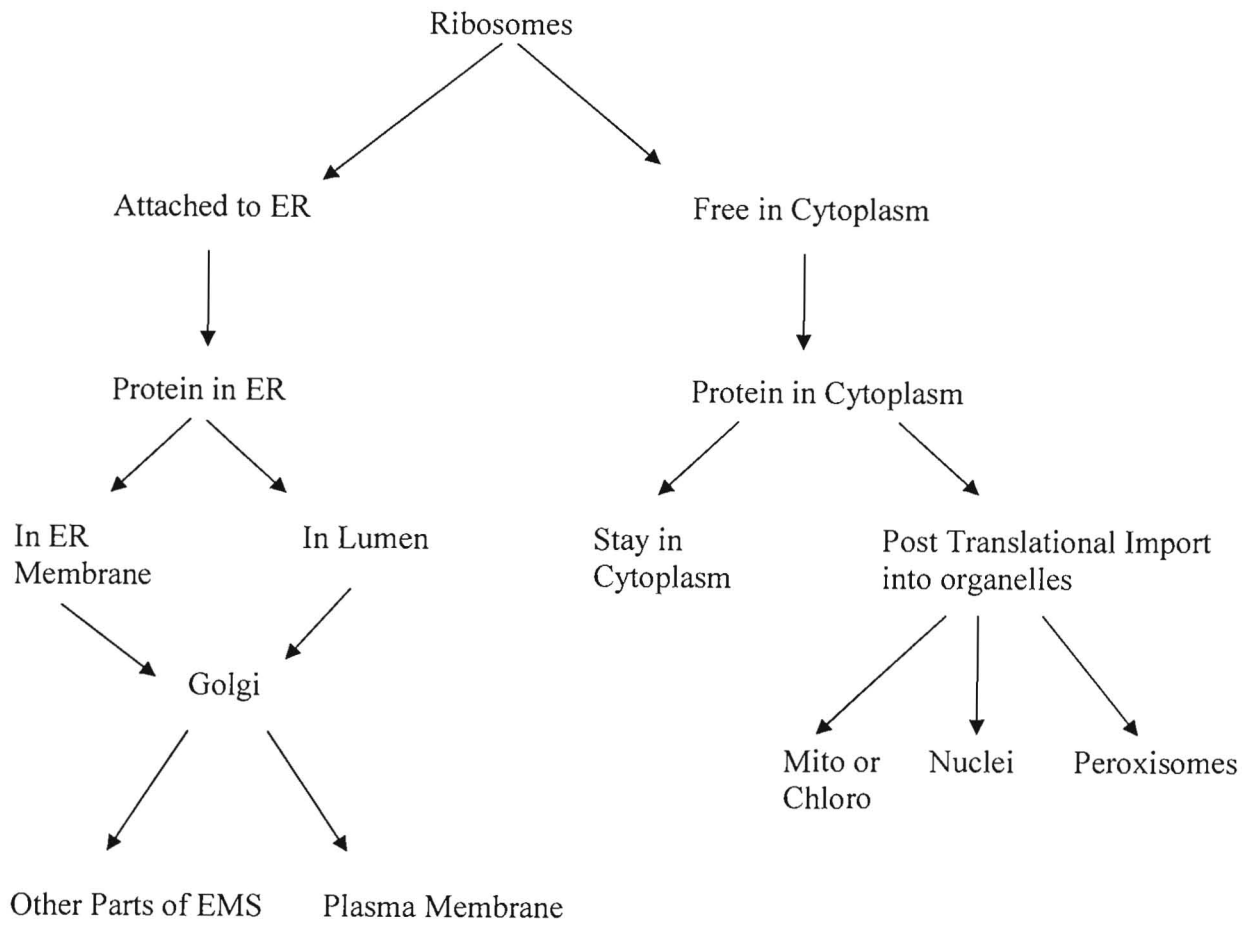 Ribosomes
Attached to ER
Free in Cytoplasm
Protein in ER
Protein in Cytoplasm
In ER
Membrane
In Lumen
Stay in
Cytoplasm
Post Translational Import
into organelles
Golgi
Mito or
Chloro
Nuclei
Peroxisomes
Other Parts of EMS
Plasma Membrane